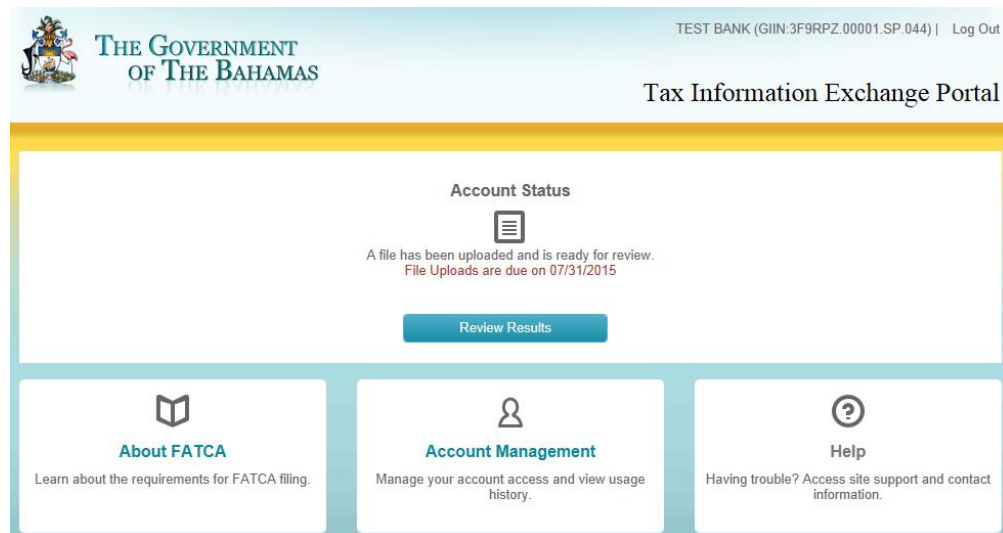 TEST BANK (GIIN:3F9RPZ.00001.SP.044) | Log Out
THE GOVERNMENT
OF THE BAHAMAS
Tax Information Exchange Portal
Account Status
A file has been uploaded and is ready for review.
File Uploads are due on 07/31/2015
Review Results
About FATCA
Learn about the requirements for FATCA filing.
Account Management
Manage your account access and view usage
history.
Help
Having trouble? Access site support and contact
information.